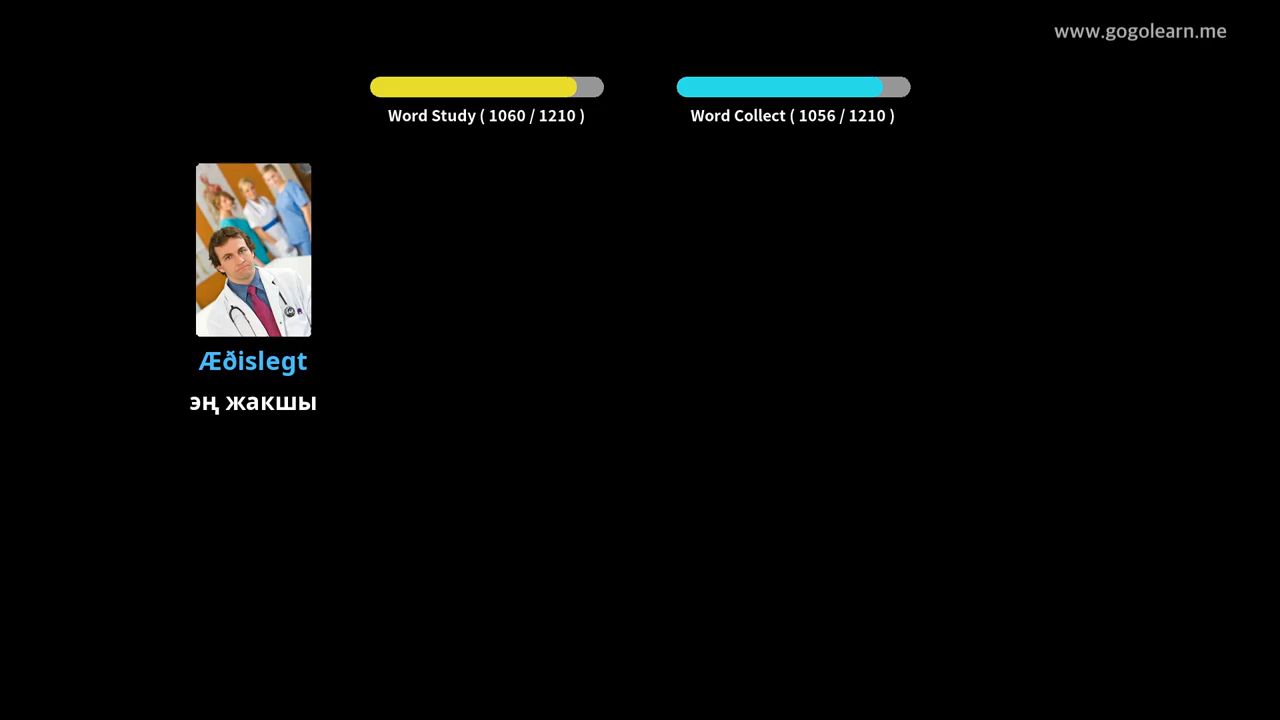 www.gogolearn.me
Word Study ( 1060 / 1210 )
Word Collect ( 1056 / 1210 )
Æðislegt
эң жакшы